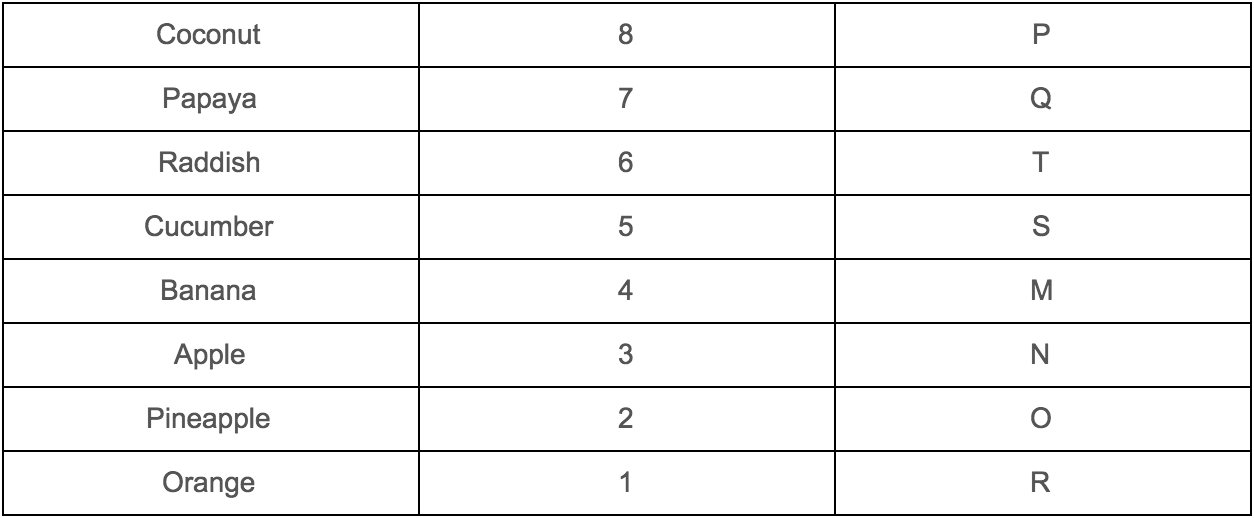 Coconut 8 P
Papaya 7 Q
Raddish 6 T
Cucumber 5 S
Banana 4 M
Apple 3 N
Pineapple 2 O
Orange 1 R